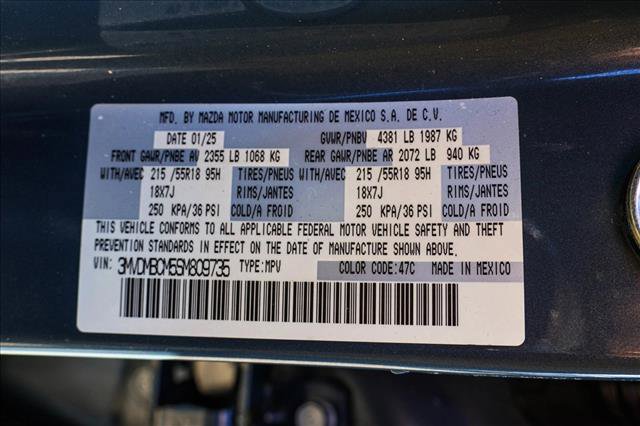 MFD. BY MAZDA MOTOR MANUFACTURING DE MEXICO S.A. DE C.V.
DATE 01/25 GVWR/PNBV 4381 LB 1987 KG
FRONT GAWR/PNBE AV 2355 LB 1068 KG REAR GAWR/PNBE AR 2072 LB 940 KG
WITH/AVEC 215 /55R18 95H TIRES/PNEUS WITH/AVEC 215 /55R18 95H TIRES/PNEUS
18X7J RIMS/JANTES 18X7J RIMS/JANTES
250 KPA/36 PSI COLD/A FROID 250 KPA/36 PSI COLD/A FROID
THIS VEHICLE CONFORMS TO ALL APPLICABLE FEDERAL MOTOR VEHICLE SAFETY AND THEFT
PREVENTION STANDARDS IN EFFECT ON THE DATE OF MANUFACTURE SHOWN ABOVE.
VIN: 3MVDMBCM6SM809735 TYPE:MPV COLOR CODE:47C MADE IN MEXICO